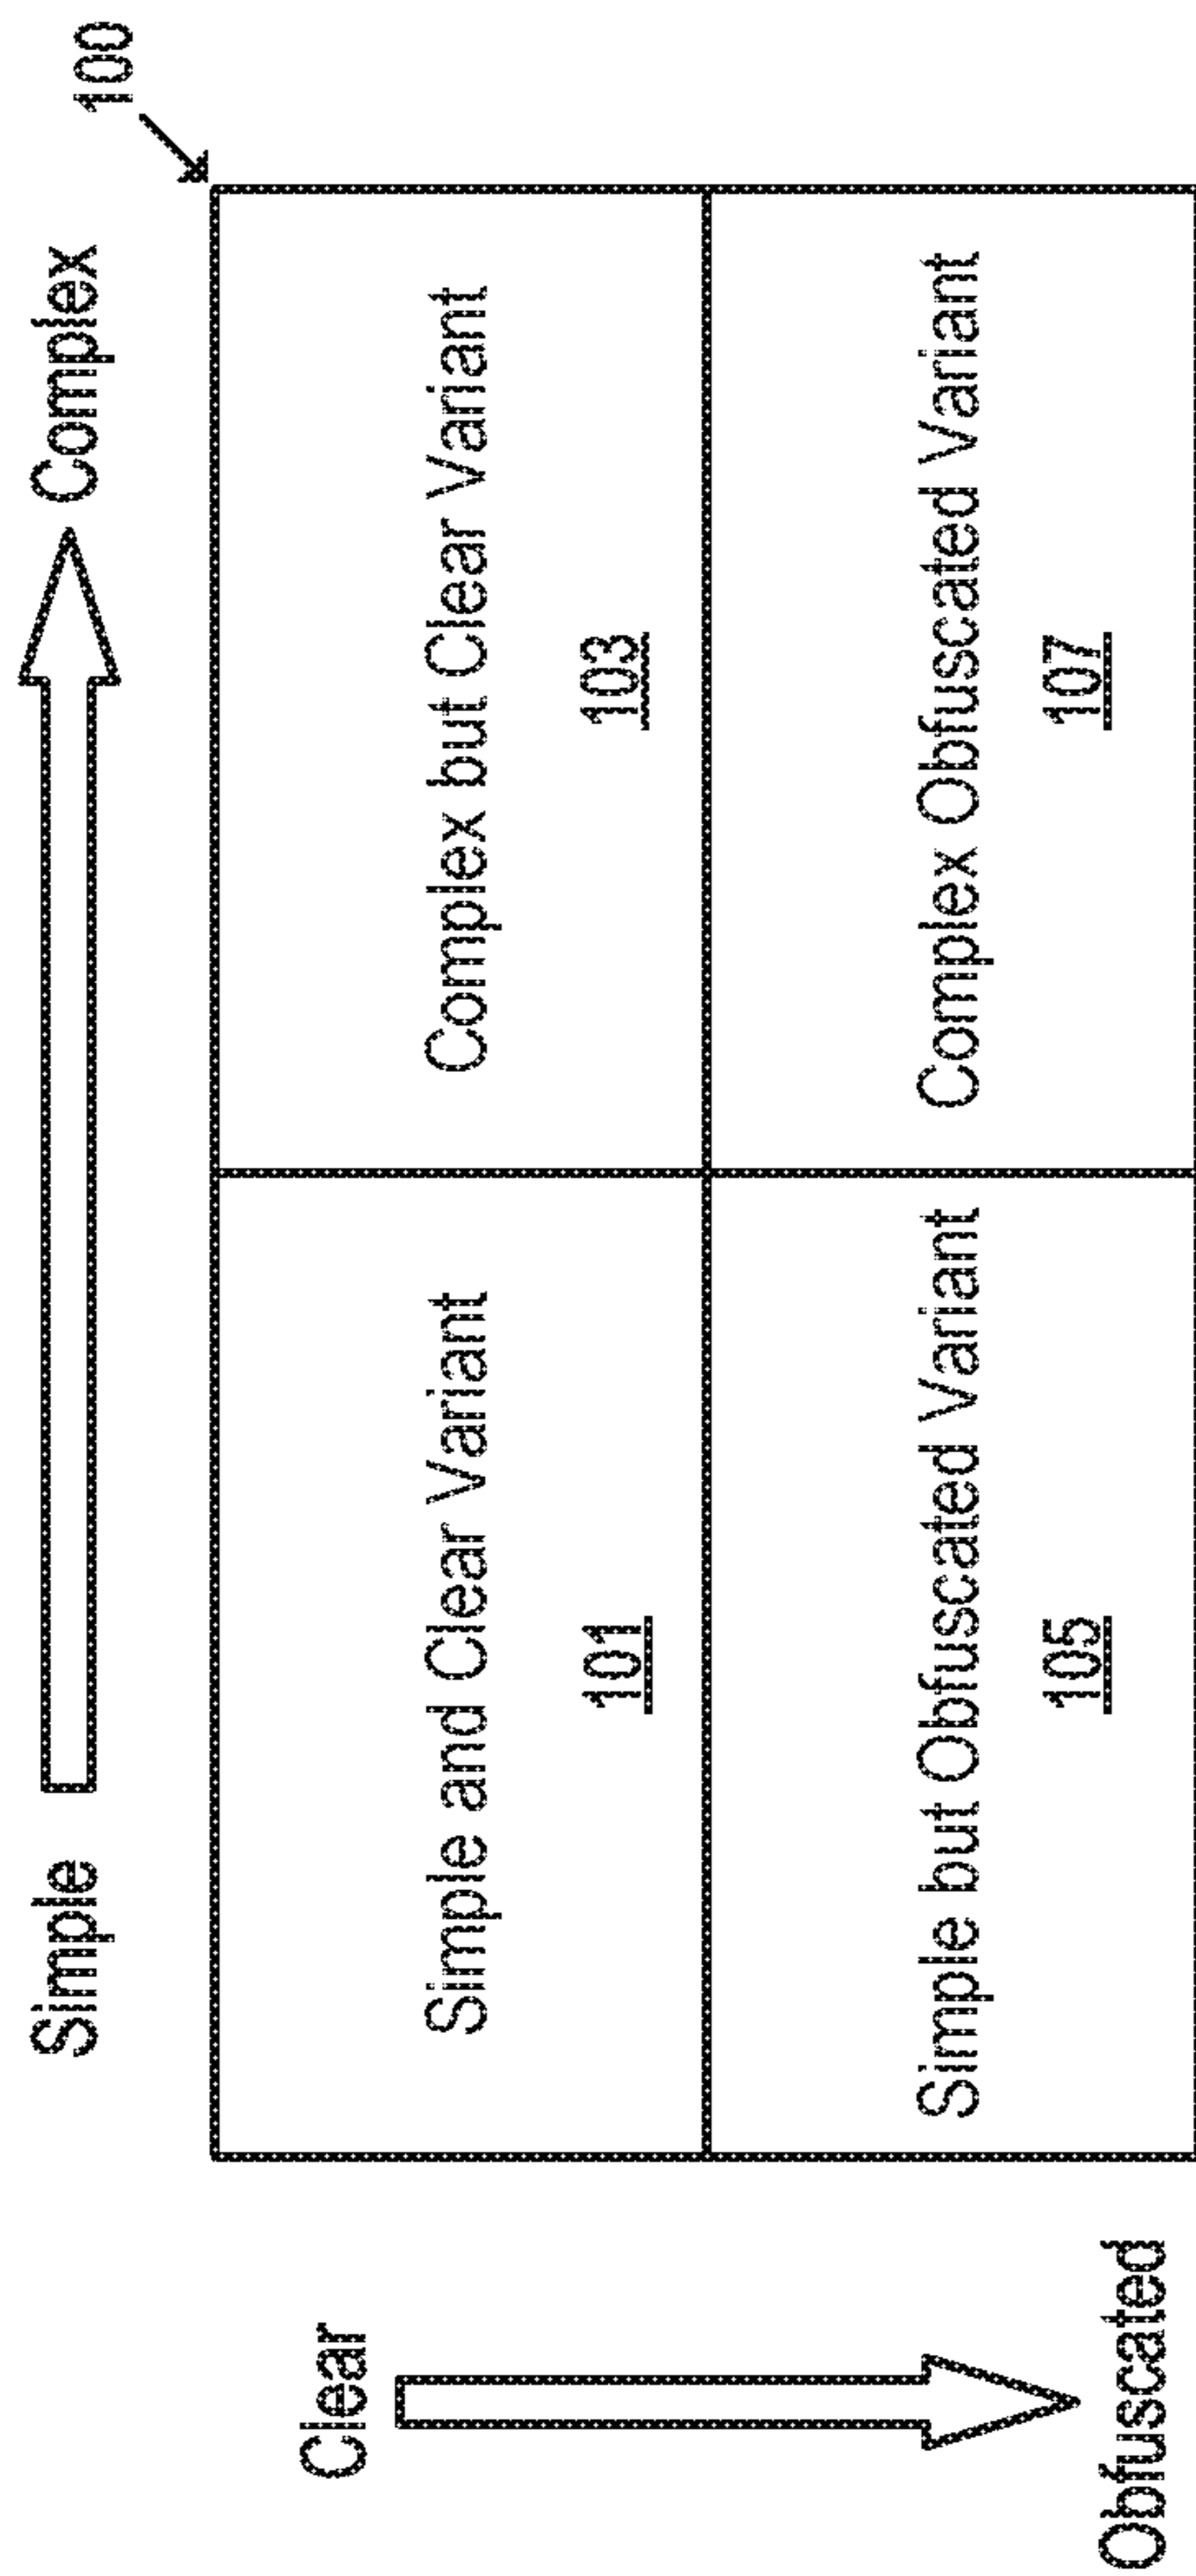 100
Simple
Complex
Clear
Obfuscated
Simple and Clear Variant
101
Complex but Clear Variant
103
Simple but Obfuscated Variant
105
Complex Obfuscated Variant
107